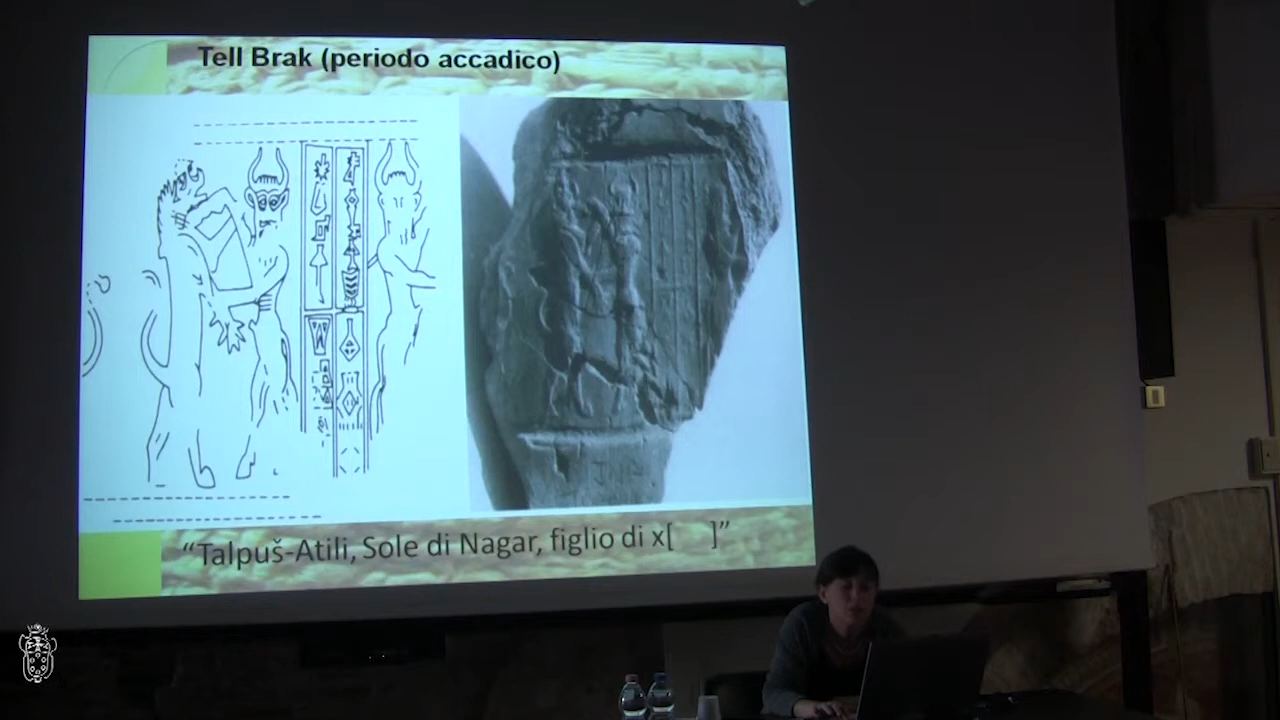 Tell Brak (periodo accadico)
“Talpuš-Atili, Sole di Nagar, figlio di x[ ]”